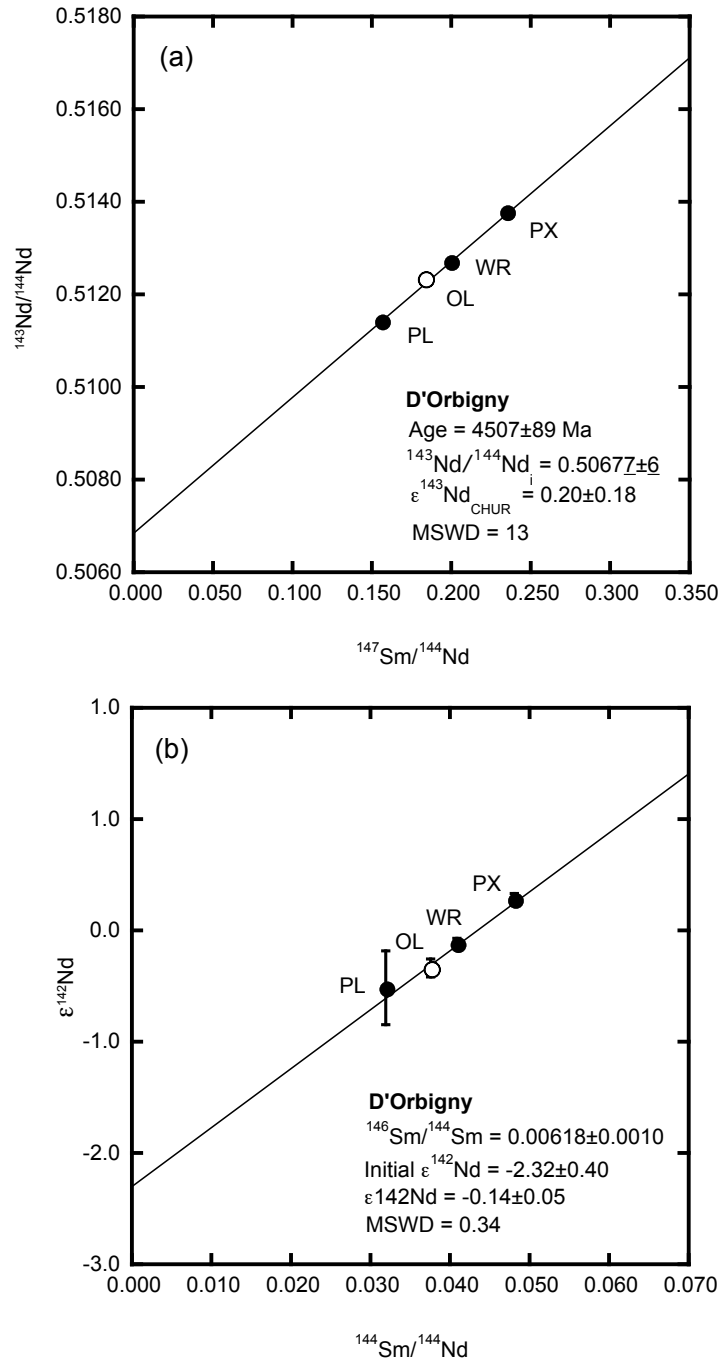 0.5180
(a)
0.5160
0.5140
PX
WR
0.5120
OL
PL
¹⁴³Nd/¹⁴⁴Nd
0.5100
D'Orbigny
Age = 4507±89 Ma
0.5080
¹⁴³Nd/¹⁴⁴Ndᵢ = 0.50677±6
ε¹⁴³Nd_CHUR = 0.20±0.18
MSWD = 13
0.5060
0.000 0.050 0.100 0.150 0.200 0.250 0.300 0.350
¹⁴⁷Sm/¹⁴⁴Nd
1.0
(b)
1.0
PX
WR
0.0
OL
PL
ε¹⁴²Nd
-1.0
D'Orbigny
¹⁴⁶Sm/¹⁴⁴Sm = 0.00618±0.0010
-2.0
Initial ε¹⁴²Nd = -2.32±0.40
ε142Nd = -0.14±0.05
MSWD = 0.34
-3.0
0.000 0.010 0.020 0.030 0.040 0.050 0.060 0.070
¹⁴⁴Sm/¹⁴⁴Nd